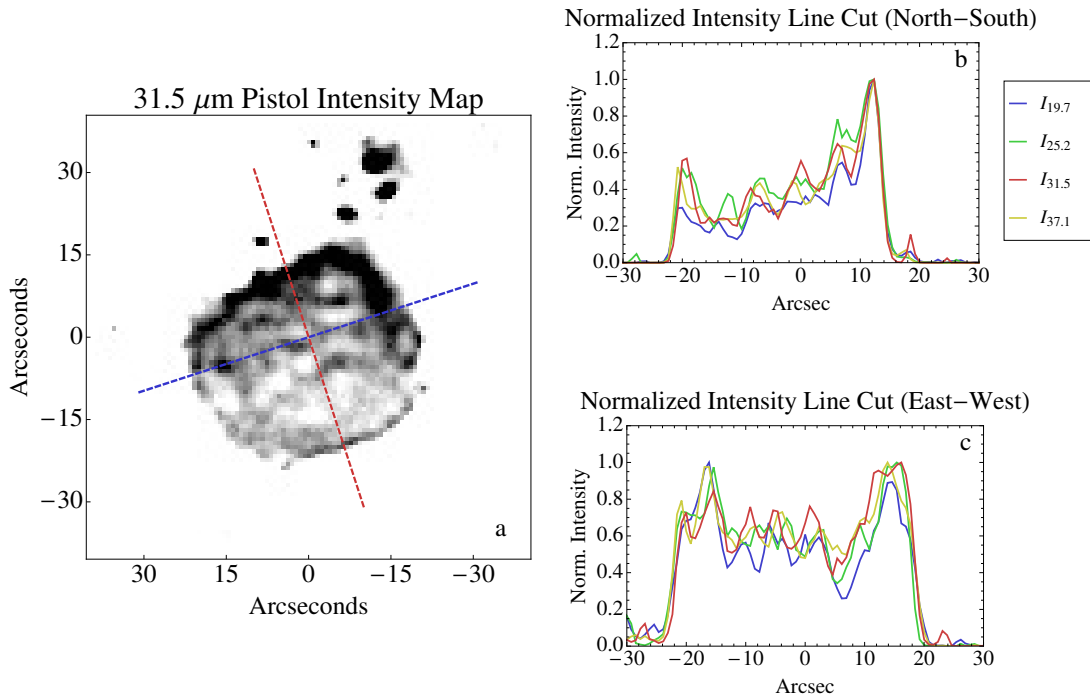 31.5 μm Pistol Intensity Map
Arcseconds
30
15
0
−15
−30
30
15
0
−15
−30
Arcseconds
a
Normalized Intensity Line Cut (North−South)
Norm. Intensity
1.2
1.0
0.8
0.6
0.4
0.2
0.0
−30
−20
−10
0
10
20
30
Arcsec
b
I19.7
I25.2
I31.5
I37.1
Normalized Intensity Line Cut (East−West)
Norm. Intensity
1.2
1.0
0.8
0.6
0.4
0.2
0.0
−30
−20
−10
0
10
20
30
Arcsec
c